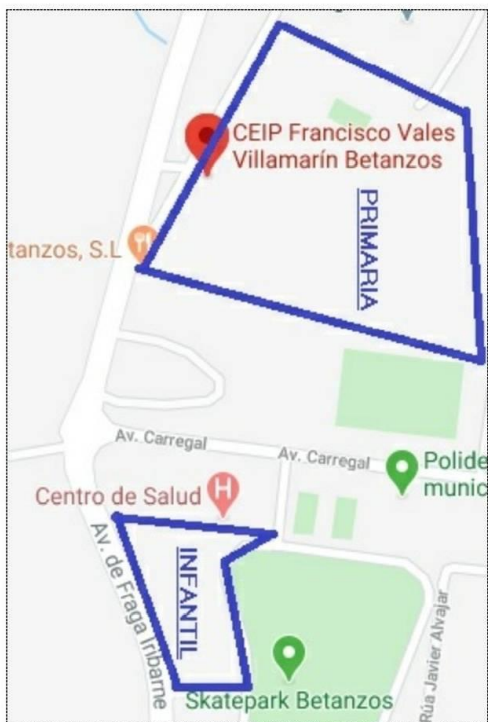 CEIP Francisco Vales
Villamarín Betanzos
PRIMARIA
tanzos, S.L
Av. Carregal
Av. Carregal
Polide
munic
Centro de Salud
H
INFANTIL
Av. de Fraga Iribarne
Rúa Javier Alvajar
Skatepark Betanzos